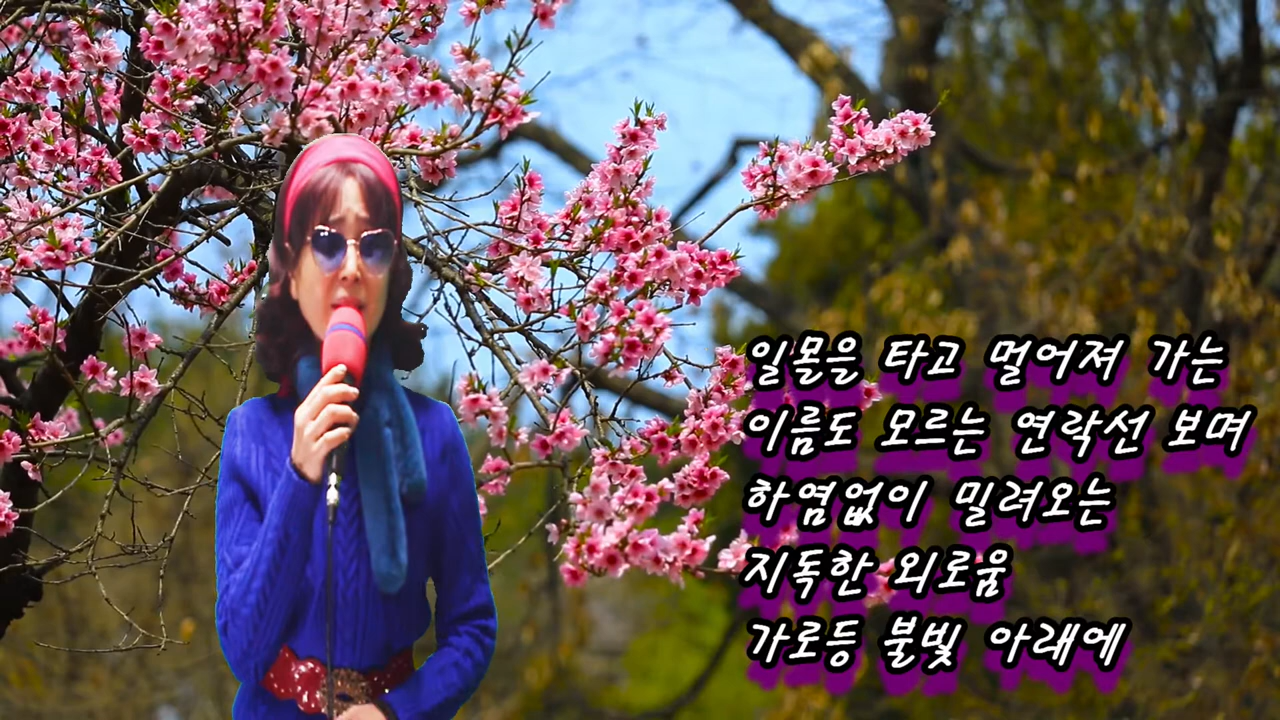 일몰을 타고 멀어져 가는
이름도 모르는 연락선 보며
하염없이 밀려오는
지독한 외로움
가로등 불빛 아래에